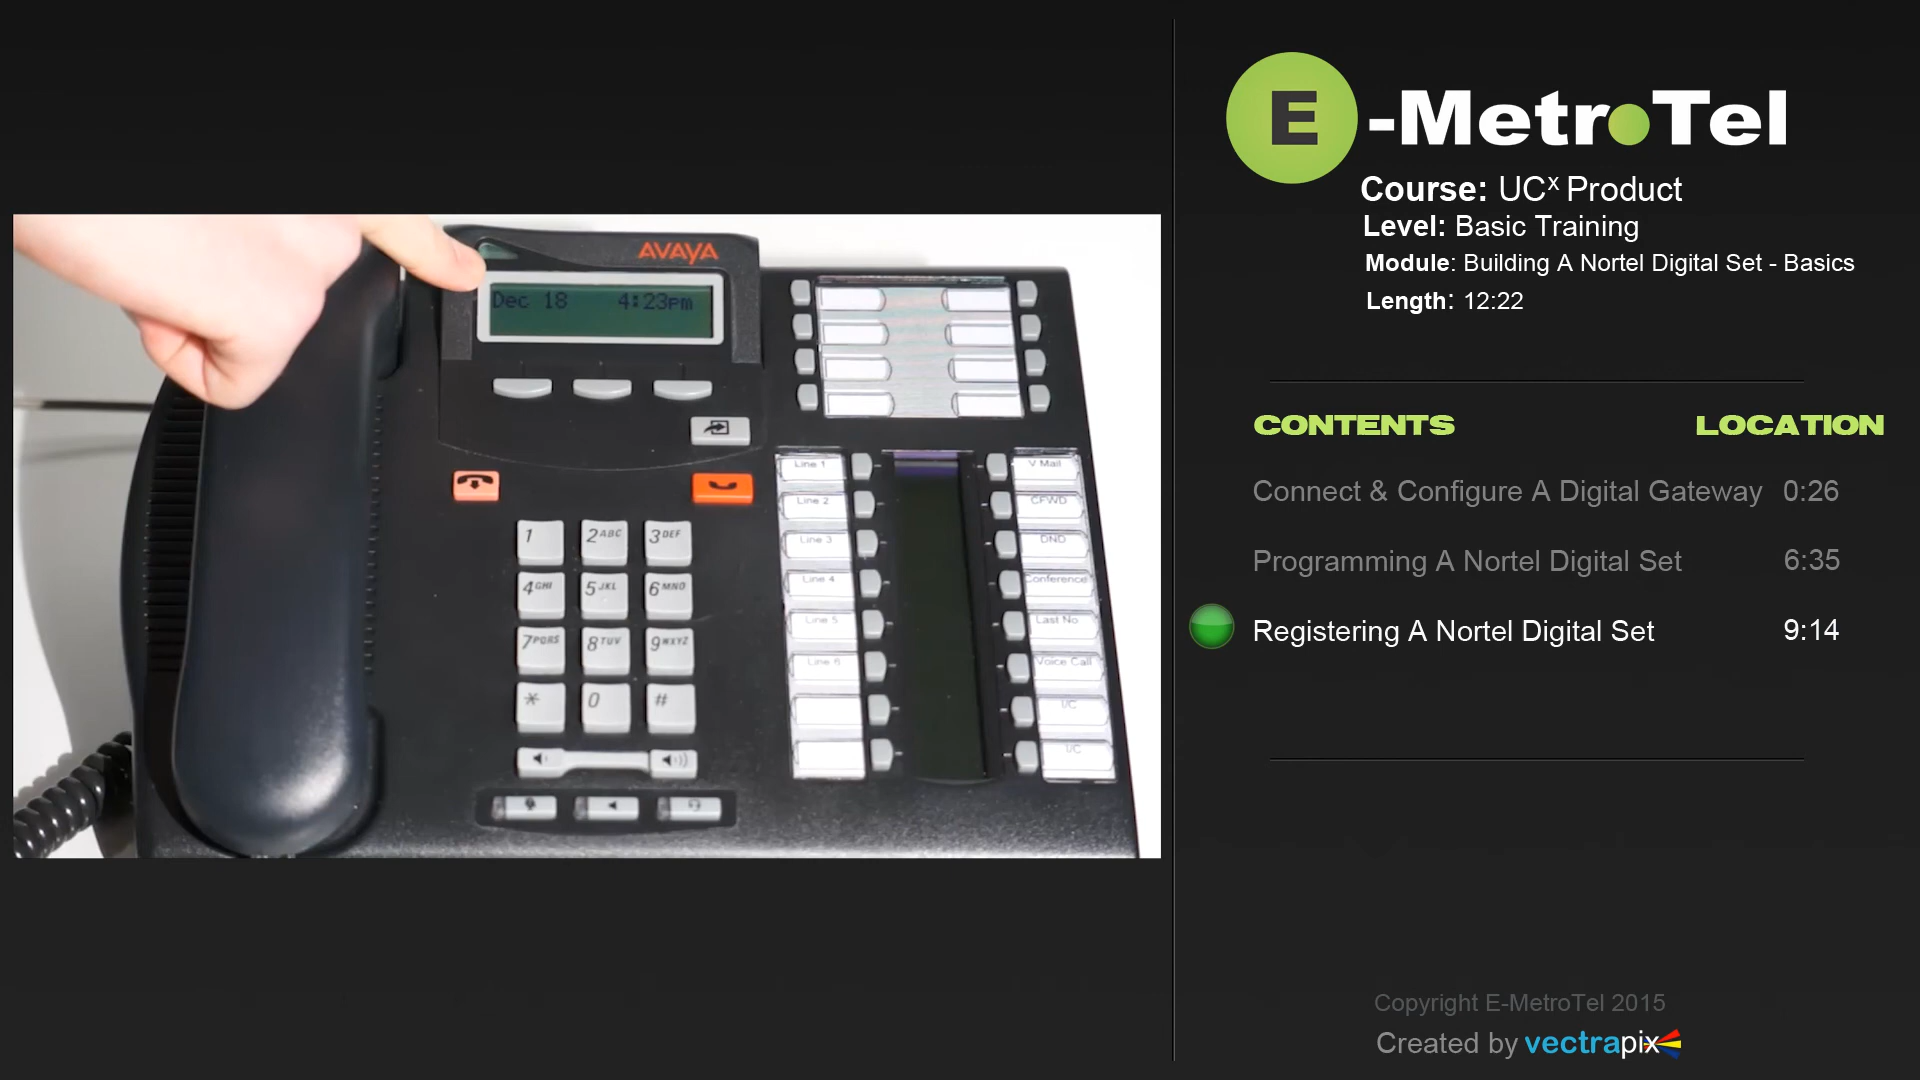 AVAYA
Dec 18 4:23pm
Line 1
Line 2
Line 3
Line 4
Line 5
Line 6
V Mail
CFWD
DND
Conference
Last No
Voice Call
I/C
I/C
1
2 ABC
3 DEF
4 GHI
5 JKL
6 MNO
7 PQRS
8 TUV
9 WXYZ
*
0
#
E-MetroTel
Course: UCx Product
Level: Basic Training
Module: Building A Nortel Digital Set - Basics
Length: 12:22
CONTENTS LOCATION
Connect & Configure A Digital Gateway 0:26
Programming A Nortel Digital Set 6:35
Registering A Nortel Digital Set 9:14
Copyright E-MetroTel 2015
Created by vectrapix